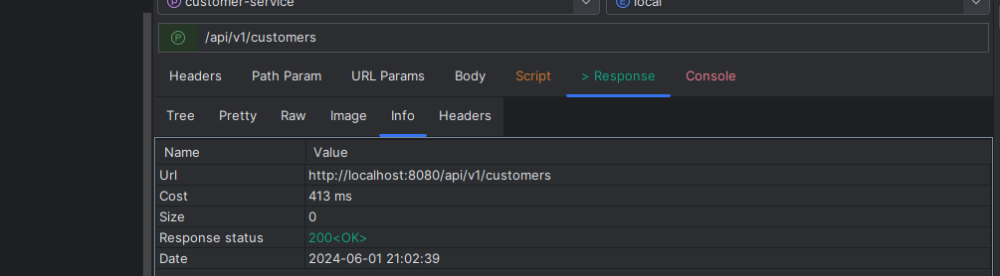 P customer-service E local
P /api/v1/customers
Headers Path Param URL Params Body Script > Response Console
Tree Pretty Raw Image Info Headers
Name Value
Url http://localhost:8080/api/v1/customers
Cost 413 ms
Size 0
Response status 200<OK>
Date 2024-06-01 21:02:39